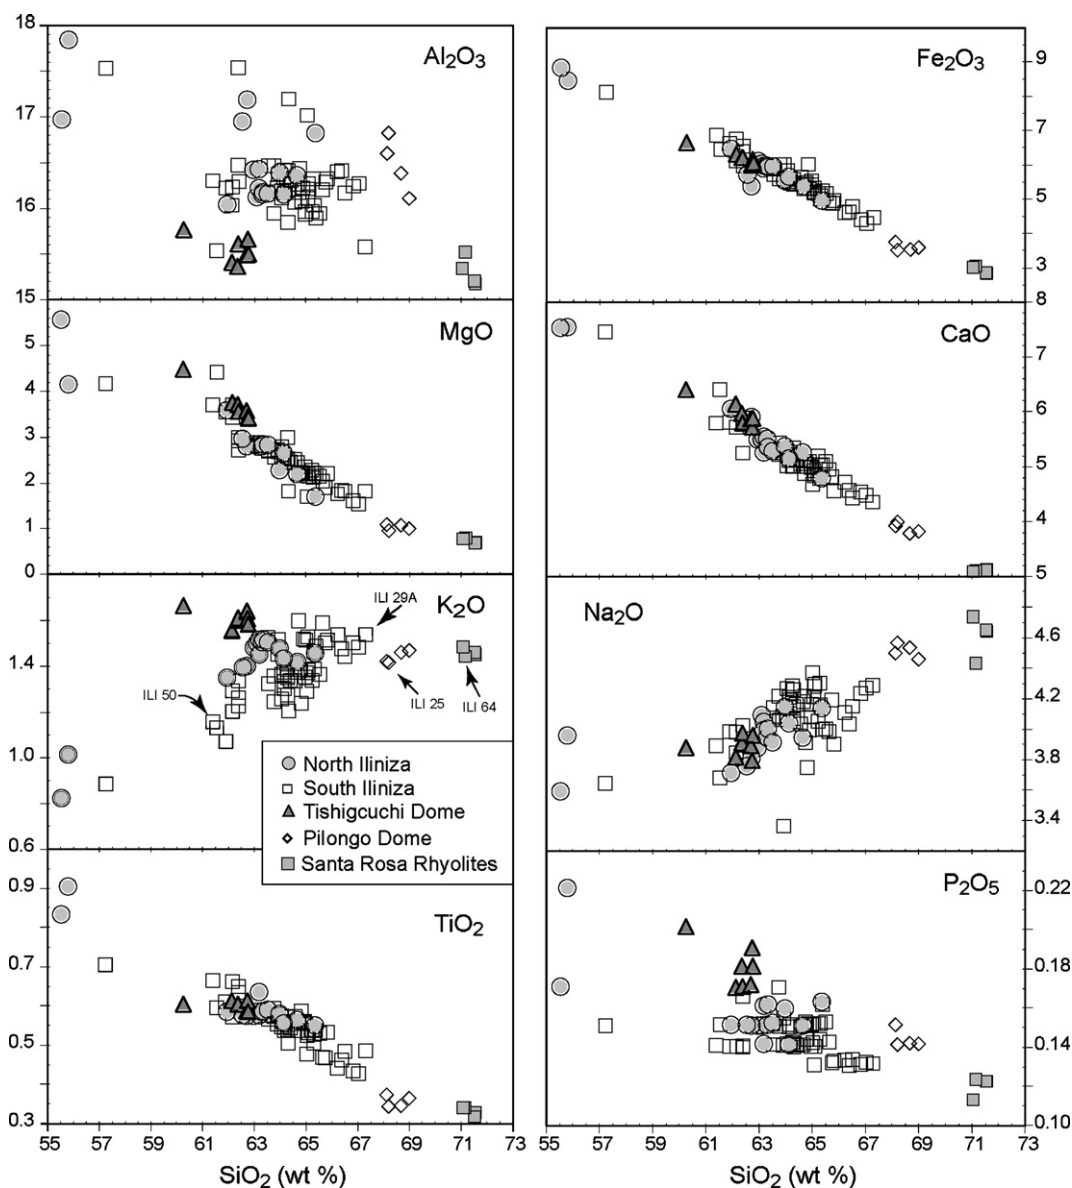 18
17
16
15
Al₂O₃
9
7
5
3
8
Fe₂O₃
5
4
3
2
1
0
MgO
7
6
5
4
5
CaO
1.4
1.0
0.6
K₂O
ILI 29A
ILI 50
ILI 25
ILI 64
North Iliniza
South Iliniza
Tishigcuchi Dome
Pilongo Dome
Santa Rosa Rhyolites
4.6
4.2
3.8
3.4
Na₂O
0.9
0.7
0.5
0.3
TiO₂
0.22
0.18
0.14
0.10
P₂O₅
55 57 59 61 63 65 67 69 71 73
SiO₂ (wt %)
55 57 59 61 63 65 67 69 71 73
SiO₂ (wt %)